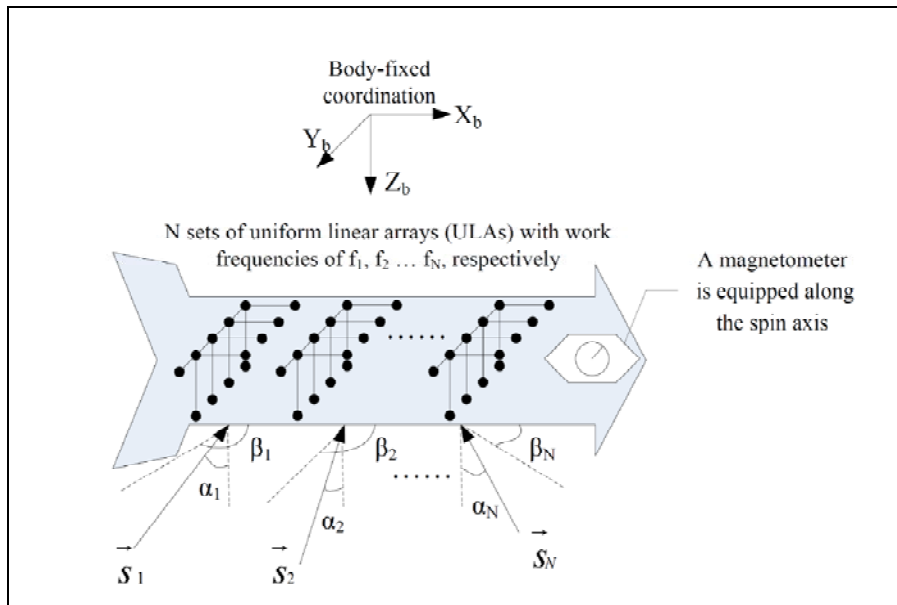 Body-fixed
coordination
X_b
Y_b
Z_b
N sets of uniform linear arrays (ULAs) with work
frequencies of f_1, f_2 ... f_N, respectively
A magnetometer
is equipped along
the spin axis
......
β_1
β_2
β_N
α_1
α_2
......
α_N
s_1
s_2
s_N